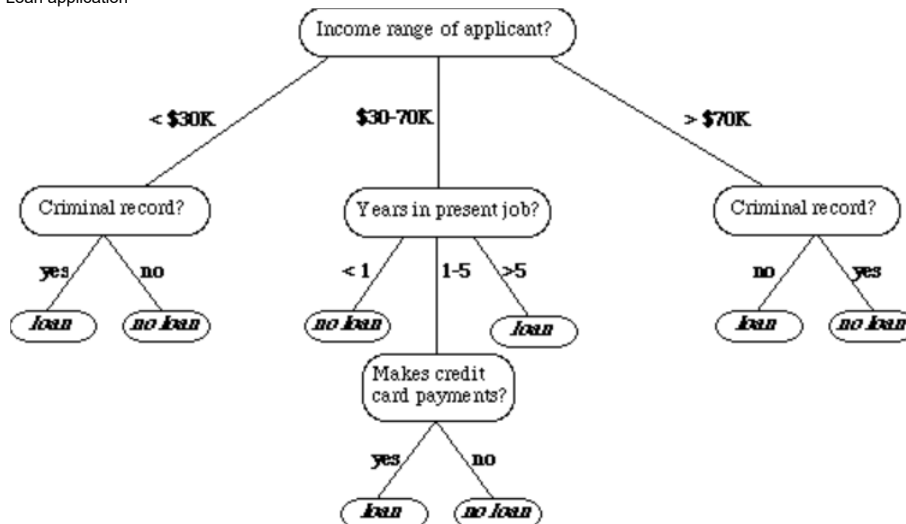 Loan application
Income range of applicant?
< $30K
$30-70K
> $70K
Criminal record?
Years in present job?
Criminal record?
yes
no
< 1
1-5
>5
no
yes
loan
no loan
no loan
loan
loan
no loan
Makes credit
card payments?
yes
no
loan
no loan